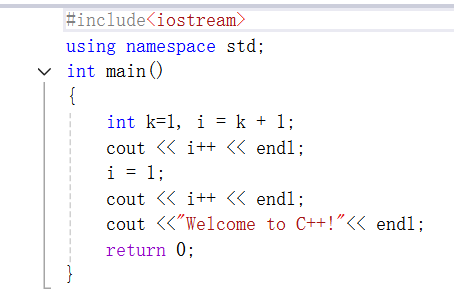 #include<iostream>
using namespace std;
int main()
{
int k=1, i = k + 1;
cout << i++ << endl;
i = 1;
cout << i++ << endl;
cout <<"Welcome to C++!"<< endl;
return 0;
}